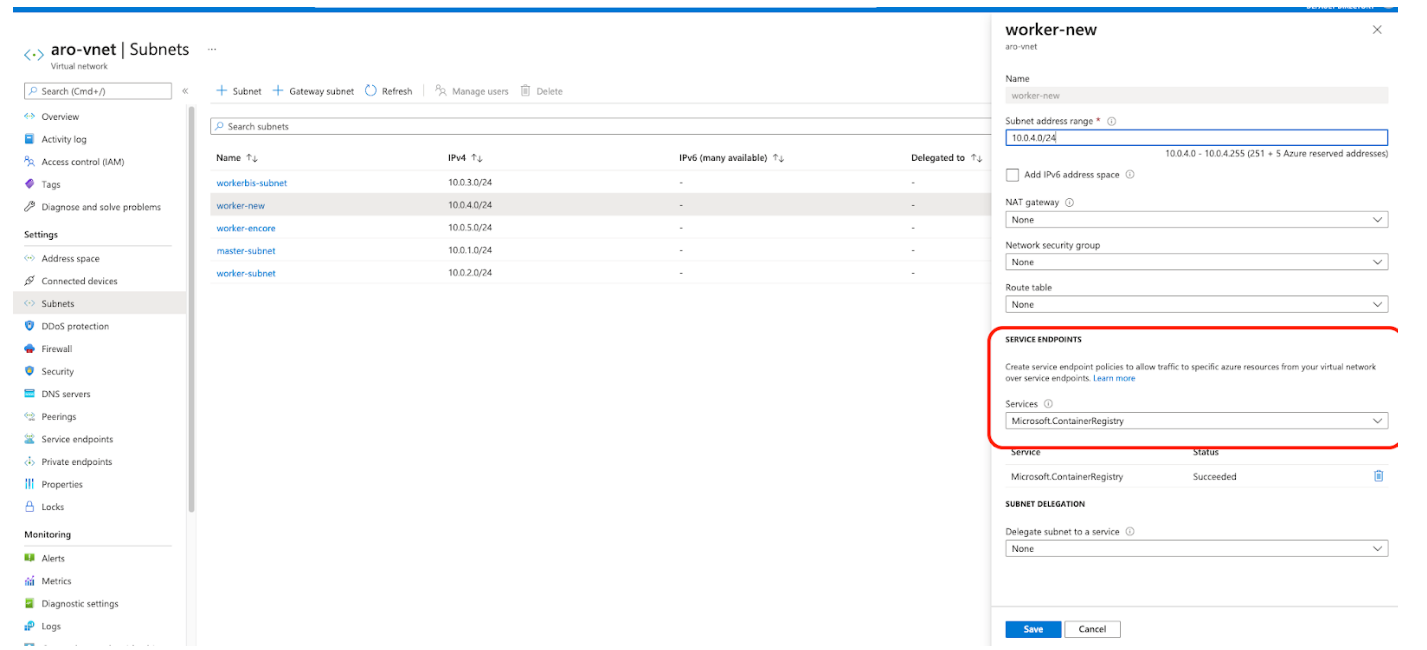 DEFAULT DIRECTORY
aro-vnet | Subnets ...
Virtual network
Search (Cmd+/)
«
Overview
Activity log
Access control (IAM)
Tags
Diagnose and solve problems
Settings
Address space
Connected devices
Subnets
DDoS protection
Firewall
Security
DNS servers
Peerings
Service endpoints
Private endpoints
Properties
Locks
Monitoring
Alerts
Metrics
Diagnostic settings
Logs
+ Subnet + Gateway subnet Refresh Manage users Delete
Search subnets
Name ↑↓ IPv4 ↑↓ IPv6 (many available) ↑↓ Delegated to ↑↓
workerbis-subnet 10.0.3.0/24 - -
worker-new 10.0.4.0/24 - -
worker-encore 10.0.5.0/24 - -
master-subnet 10.0.1.0/24 - -
worker-subnet 10.0.2.0/24 - -
worker-new
aro-vnet
Name
worker-new
Subnet address range *
10.0.4.0/24
10.0.4.0 - 10.0.4.255 (251 + 5 Azure reserved addresses)
Add IPv6 address space
NAT gateway
None
Network security group
None
Route table
None
SERVICE ENDPOINTS
Create service endpoint policies to allow traffic to specific azure resources from your virtual network
over service endpoints. Learn more
Services
Microsoft.ContainerRegistry
Service Status
Microsoft.ContainerRegistry Succeeded
SUBNET DELEGATION
Delegate subnet to a service
None
Save Cancel